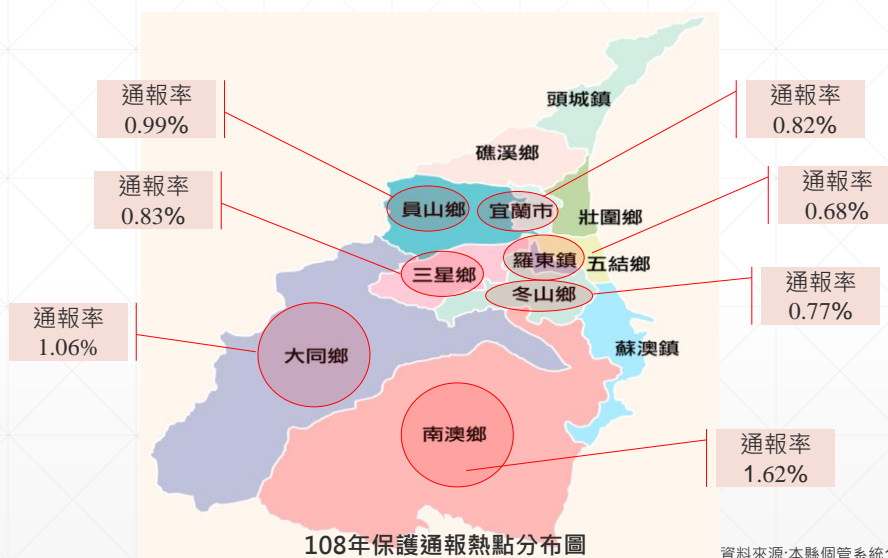 頭城鎮
通報率
0.99%
通報率
0.82%
礁溪鄉
通報率
0.83%
員山鄉
宜蘭市
壯圍鄉
通報率
0.68%
羅東鎮
五結鄉
三星鄉
冬山鄉
通報率
0.77%
通報率
1.06%
大同鄉
蘇澳鎮
南澳鄉
通報率
1.62%
108年保護通報熱點分布圖
資料來源:本縣個管系統